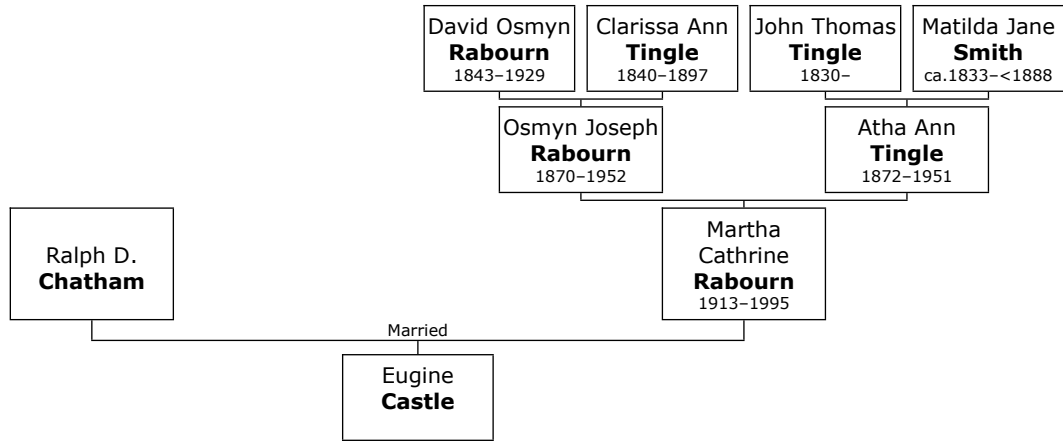 David Osmyn
Rabourn
1843–1929
Clarissa Ann
Tingle
1840–1897
John Thomas
Tingle
1830–
Matilda Jane
Smith
ca.1833–<1888
Osmyn Joseph
Rabourn
1870–1952
Atha Ann
Tingle
1872–1951
Ralph D.
Chatham
Martha
Cathrine
Rabourn
1913–1995
Married
Eugine
Castle